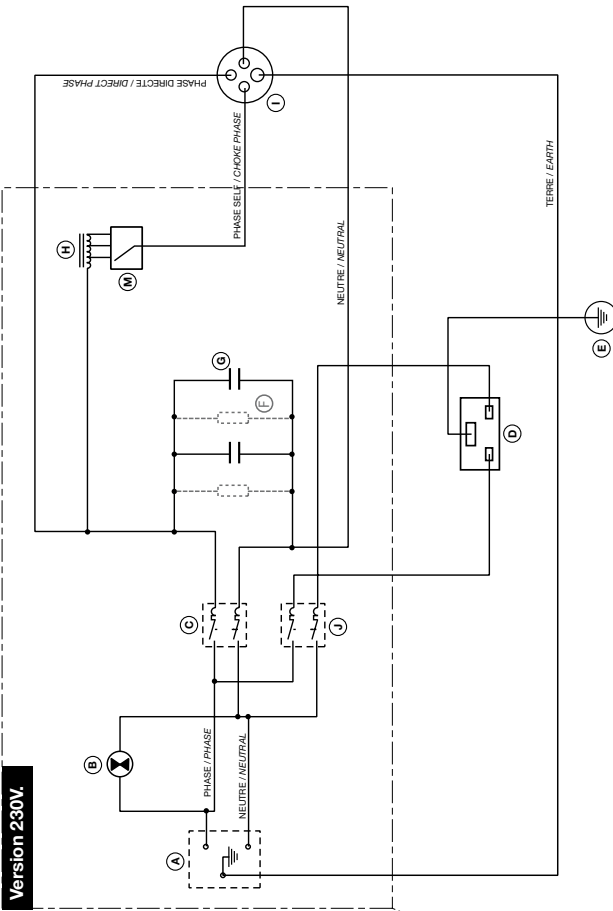 Version 230V.
A
B
PHASE / PHASE
NEUTRE / NEUTRAL
C
J
G
F
D
E
H
M
NEUTRE / NEUTRAL
PHASE SELF / CHOKE PHASE
PHASE DIRECTE / DIRECT PHASE
I
TERRE / EARTH